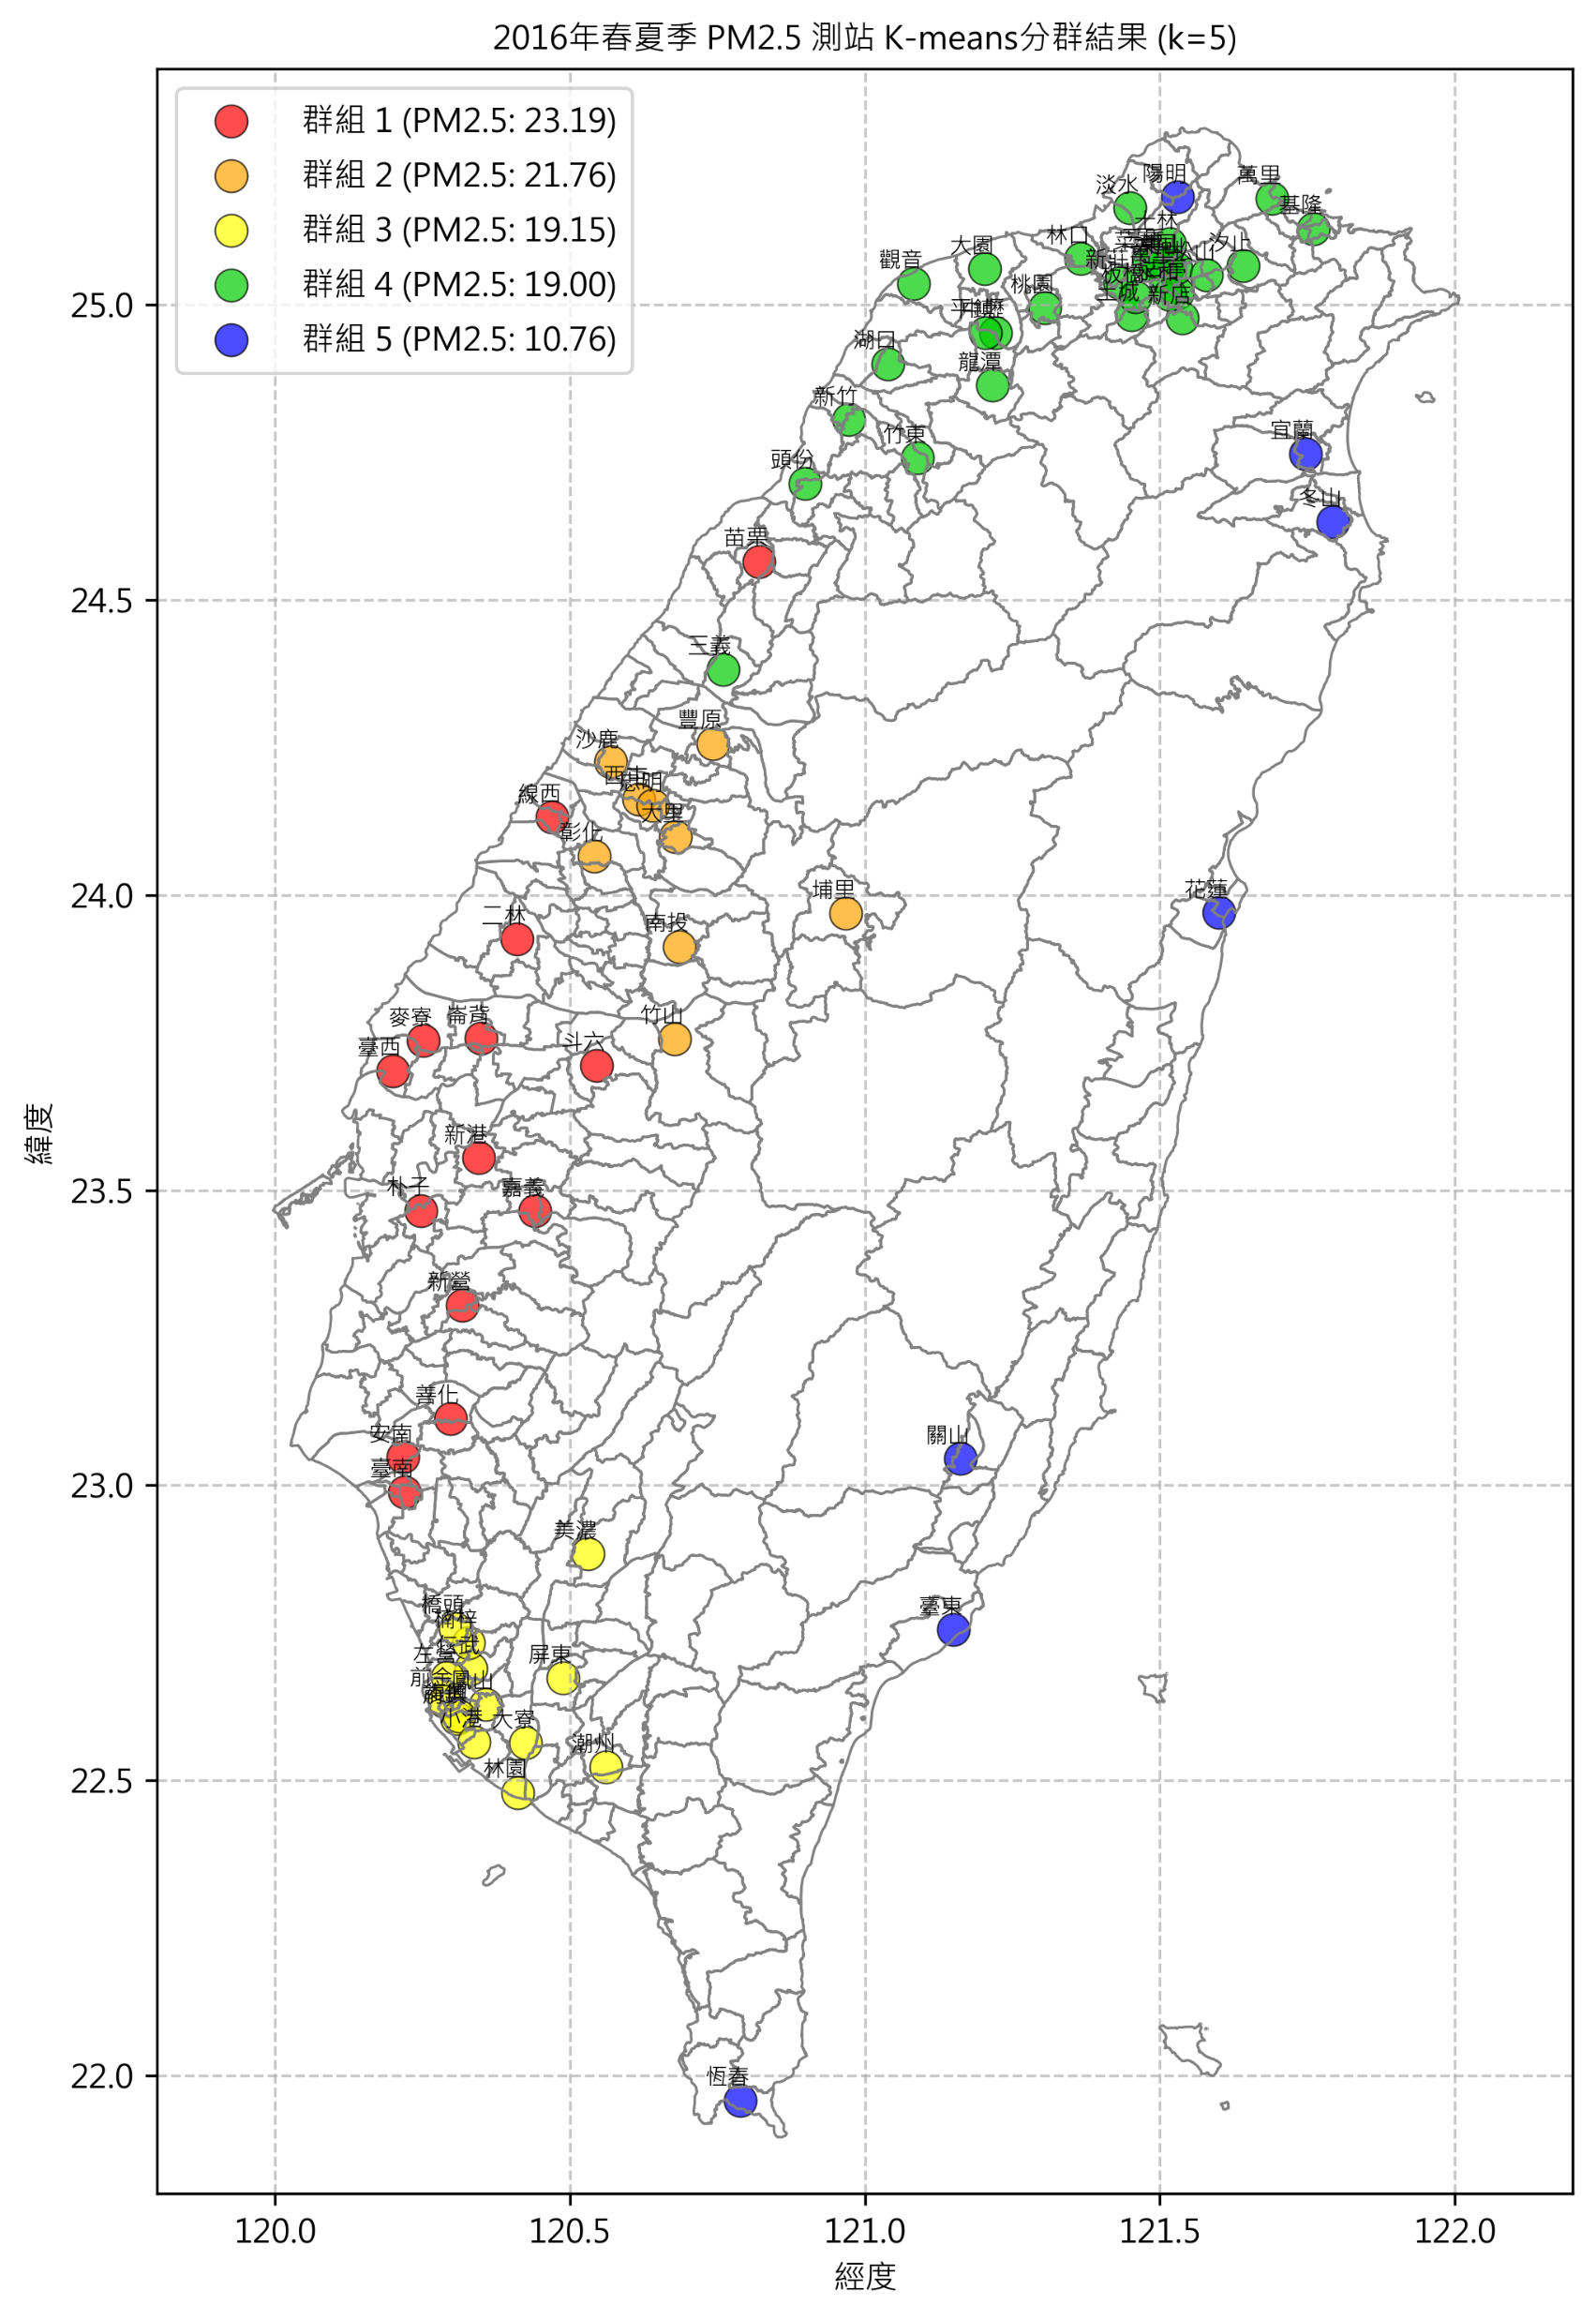 2016年春夏季 PM2.5 測站 K-means分群結果 (k=5)
群組 1 (PM2.5: 23.19)
群組 2 (PM2.5: 21.76)
群組 3 (PM2.5: 19.15)
群組 4 (PM2.5: 19.00)
群組 5 (PM2.5: 10.76)
陽明
萬里
淡水
基隆
士林
林口
汐止
大園
觀音
桃園
新莊
板橋
土城
新店
湖口
龍潭
新竹
竹東
宜蘭
頭份
冬山
苗栗
三義
豐原
沙鹿
大里
線西
彰化
埔里
花蓮
二林
南投
麥寮
崙背
竹山
臺西
斗六
新港
朴子
嘉義
新營
善化
安南
臺南
關山
美濃
橋頭
楠梓
臺東
左營
屏東
小港
大寮
潮州
林園
恆春
25.0
24.5
24.0
23.5
23.0
22.5
22.0
緯度
120.0
120.5
121.0
121.5
122.0
經度